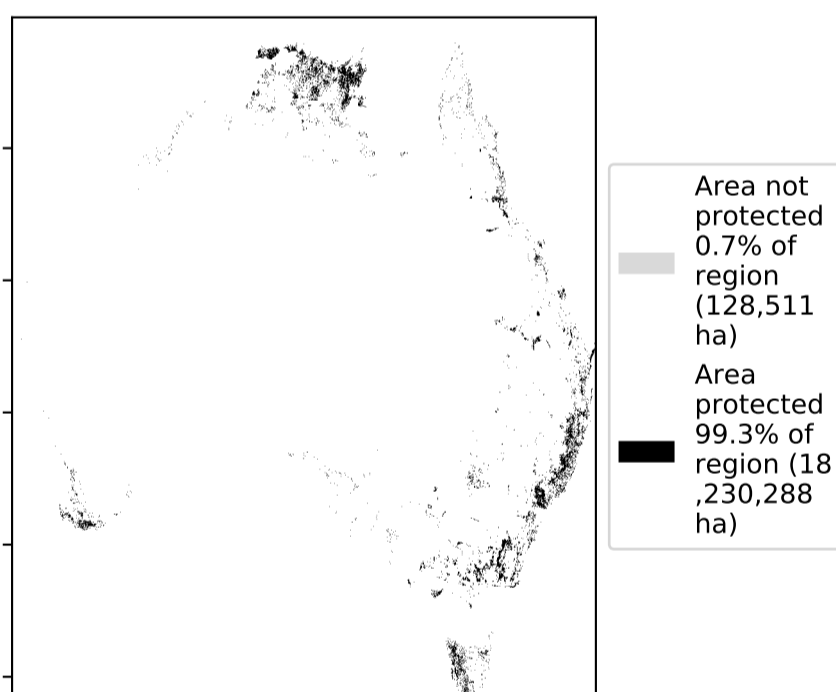 Area not
protected
0.7% of
region
(128,511
ha)
Area
protected
99.3% of
region (18
,230,288
ha)